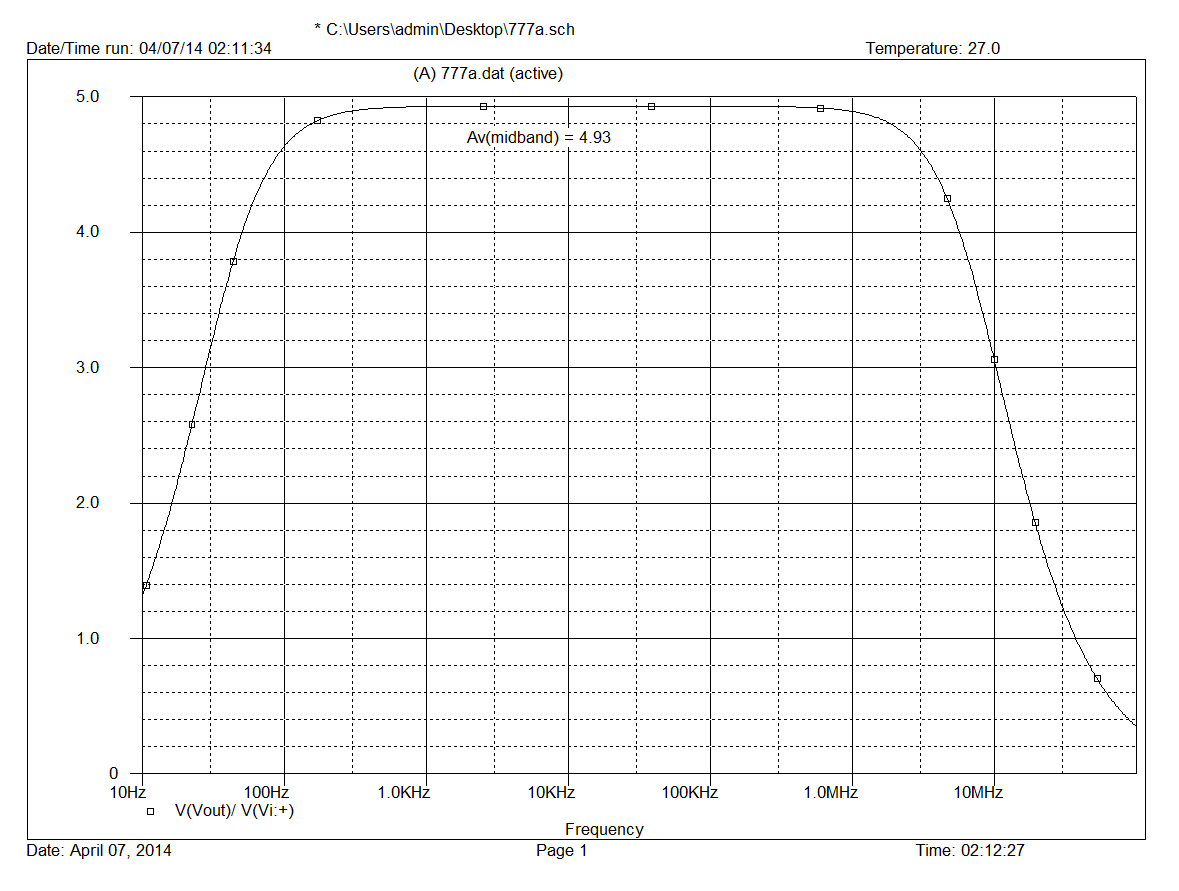 * C:\Users\admin\Desktop\777a.sch
Date/Time run: 04/07/14 02:11:34 Temperature: 27.0
(A) 777a.dat (active)
5.0
Av(midband) = 4.93
4.0
3.0
2.0
1.0
0
10Hz 100Hz 1.0KHz 10KHz 100KHz 1.0MHz 10MHz
V(Vout)/ V(Vi:+)
Frequency
Date: April 07, 2014 Page 1 Time: 02:12:27